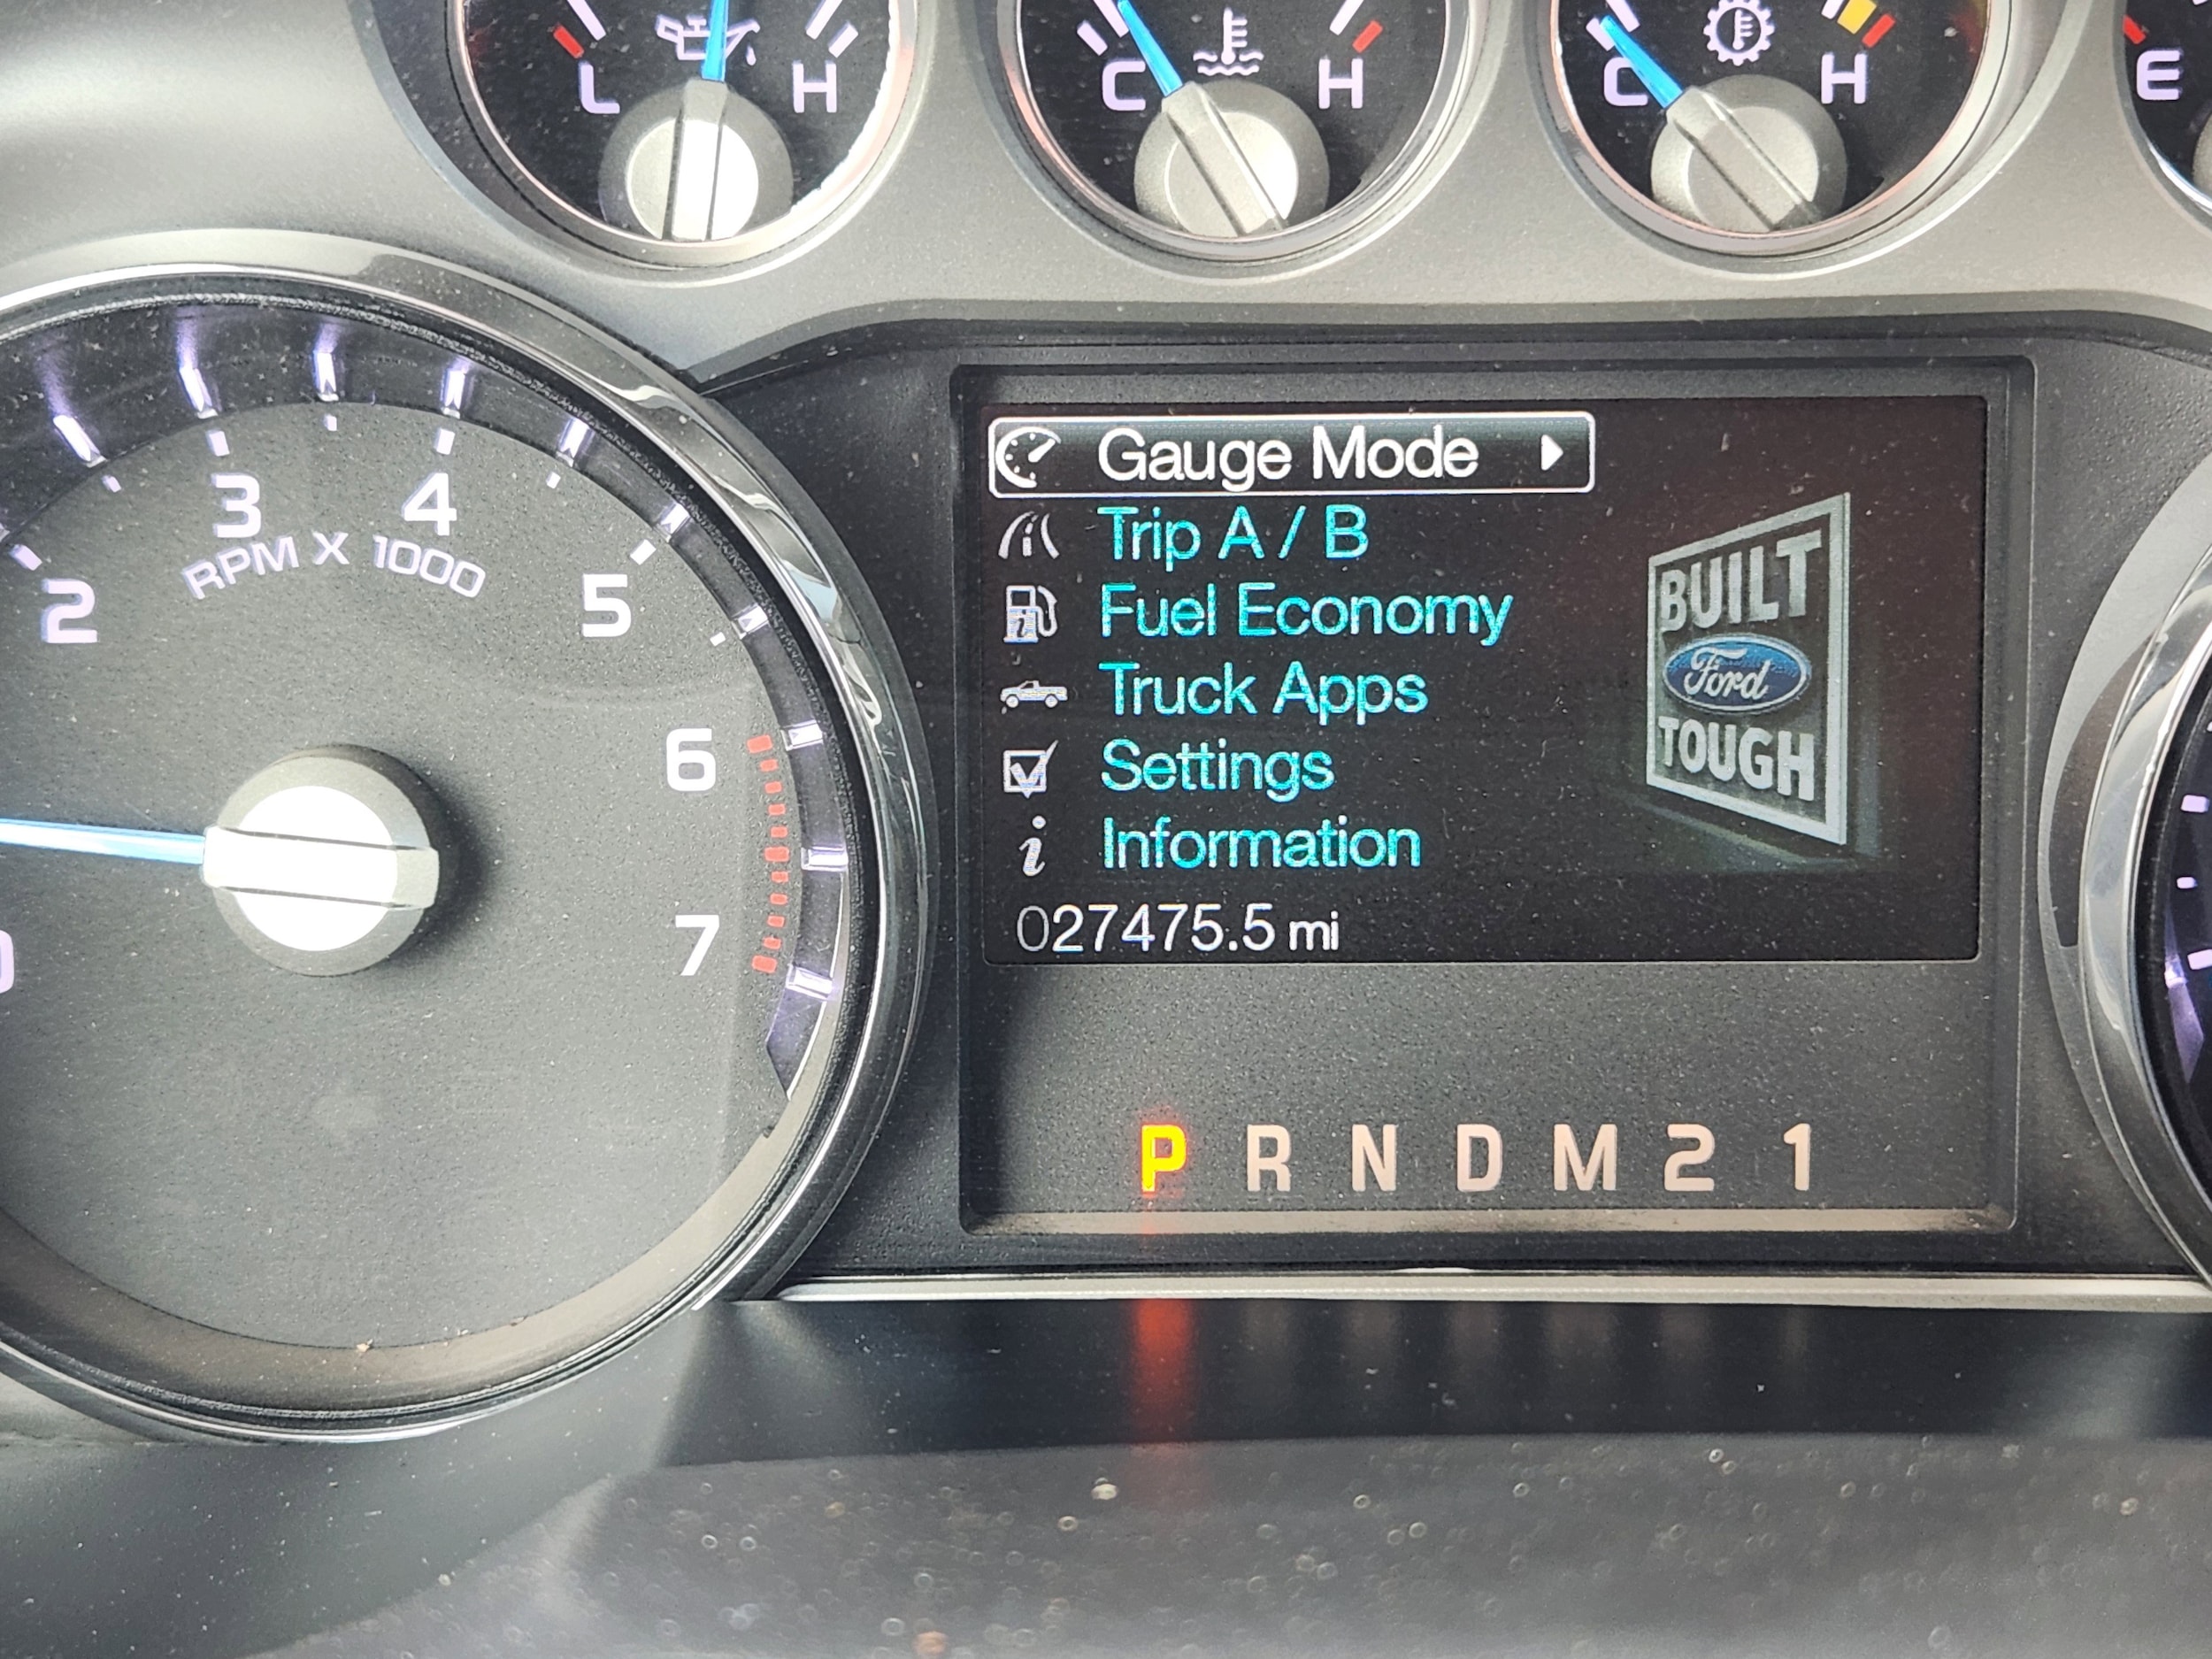 L H
C H
C H
E
Gauge Mode
Trip A / B
Fuel Economy
Truck Apps
Settings
Information
027475.5 mi
BUILT
Ford
TOUGH
2 3 4 5 6 7
RPM X 1000
P R N D M 2 1